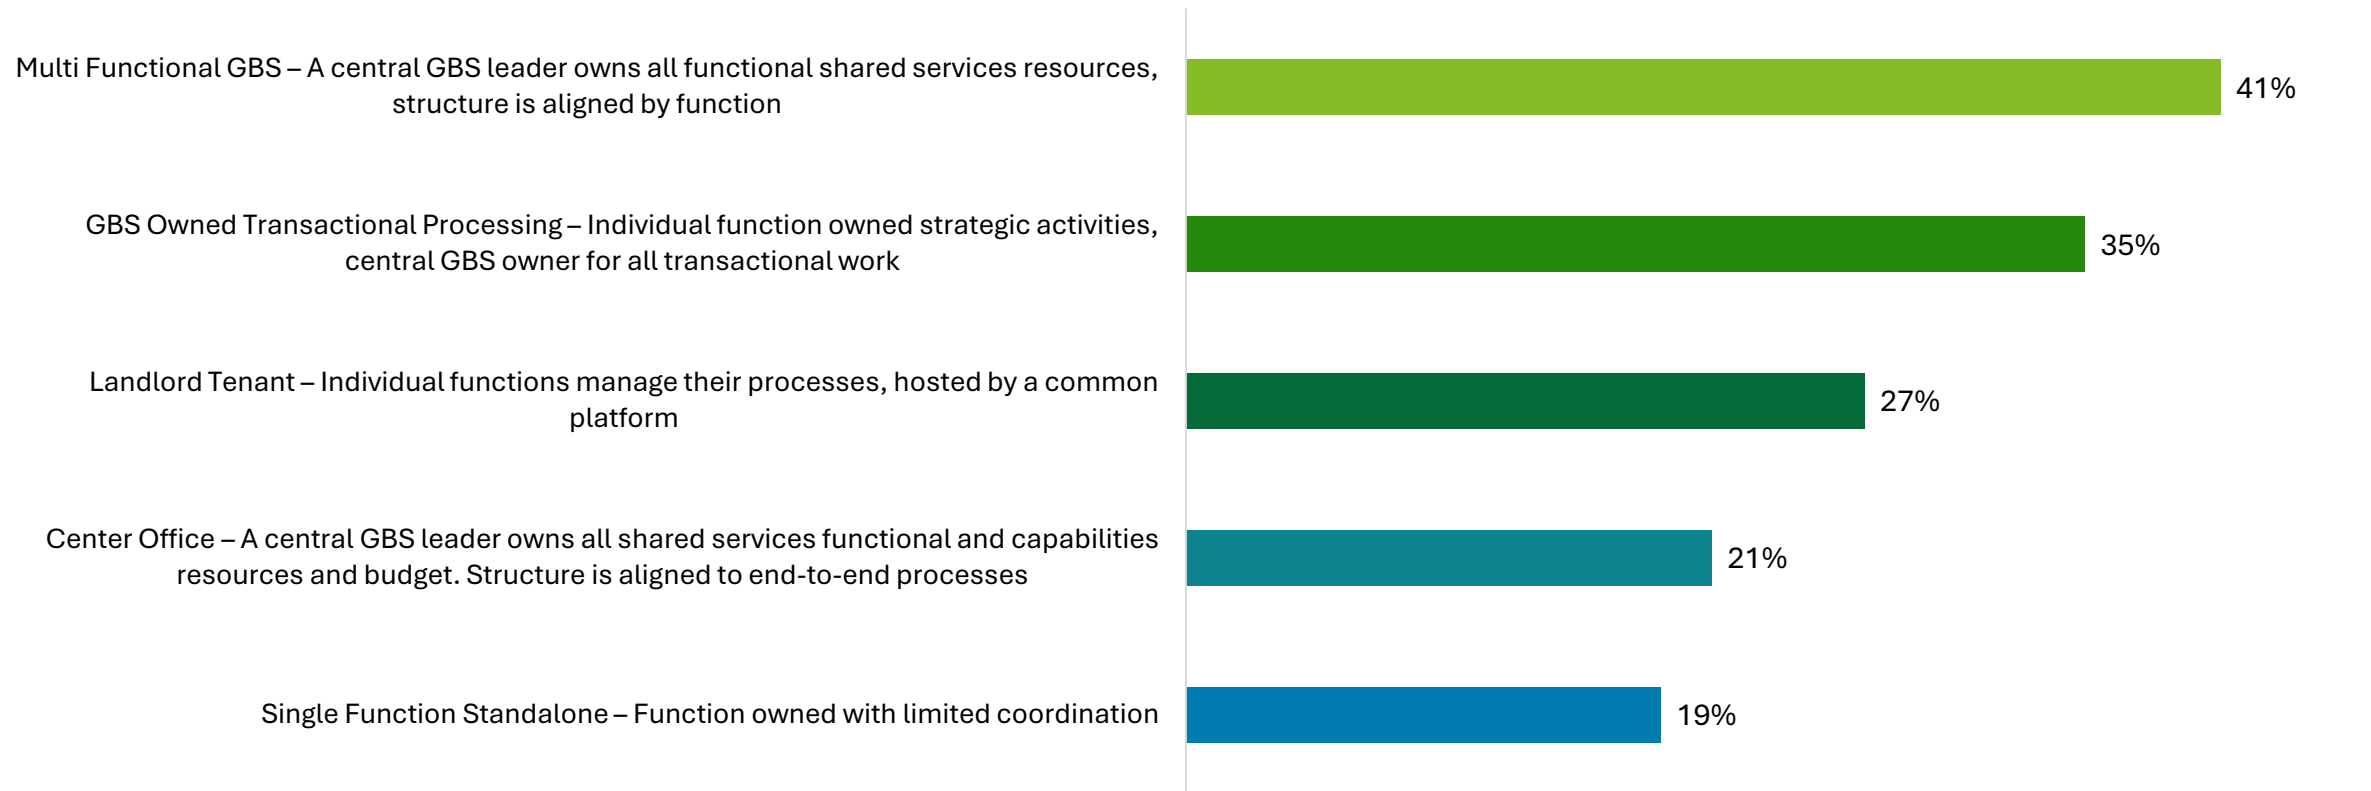 Multi Functional GBS – A central GBS leader owns all functional shared services resources,
structure is aligned by function
41%
GBS Owned Transactional Processing – Individual function owned strategic activities,
central GBS owner for all transactional work
35%
Landlord Tenant – Individual functions manage their processes, hosted by a common
platform
27%
Center Office – A central GBS leader owns all shared services functional and capabilities
resources and budget. Structure is aligned to end-to-end processes
21%
Single Function Standalone – Function owned with limited coordination
19%